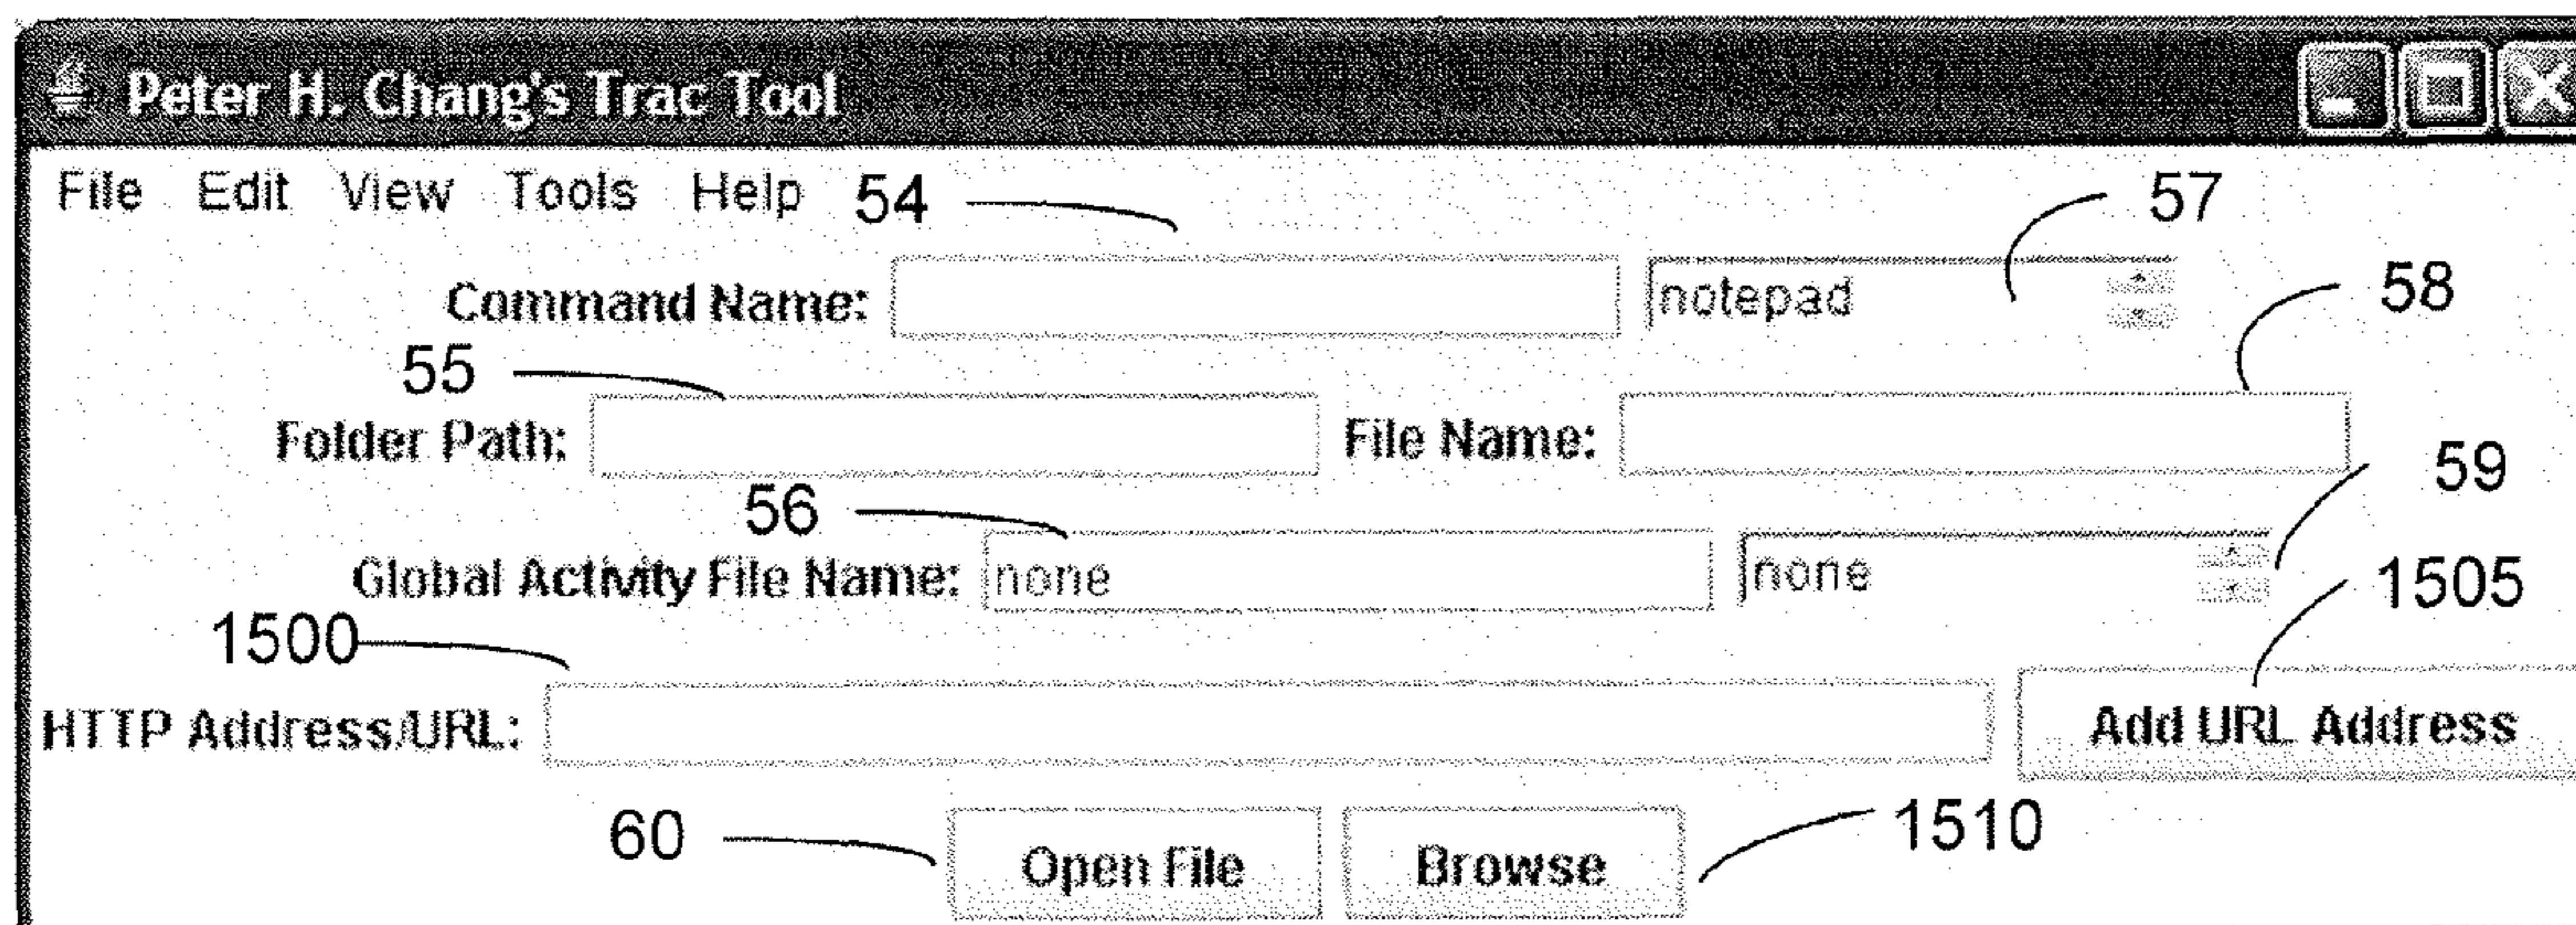 Peter H. Chang's Trac Tool
File Edit View Tools Help 54 57
Command Name: notepad 58
55
Folder Path: File Name: 59
56
Global Activity File Name: none none 1505
1500
HTTP Address/URL: Add URL Address
60 Open File Browse 1510